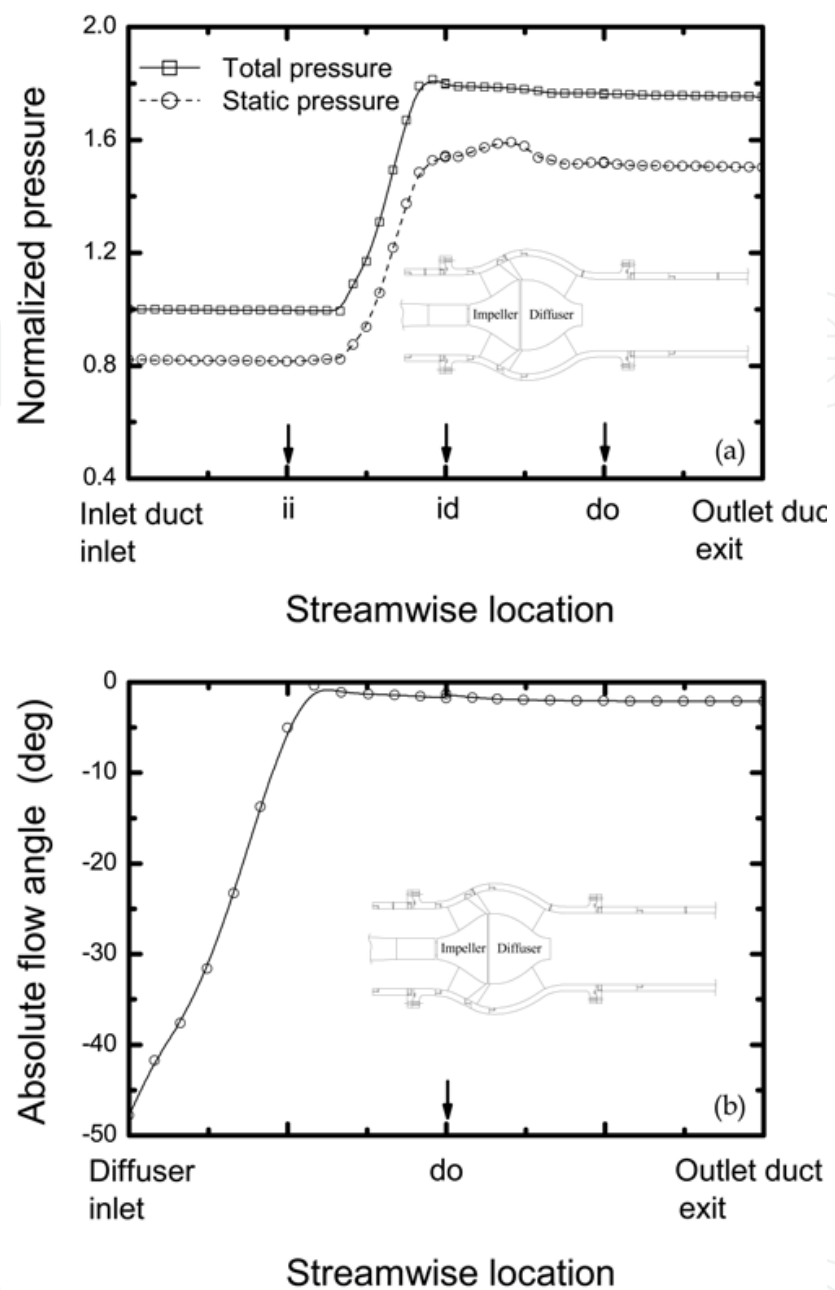 2.0
Total pressure
Static pressure
1.6
1.2
0.8
0.4
Normalized pressure
Impeller Diffuser
(a)
Inlet duct inlet
ii
id
do
Outlet duc
exit
Streamwise location
0
-10
-20
-30
-40
-50
Absolute flow angle (deg)
Impeller Diffuser
(b)
Diffuser inlet
do
Outlet duct exit
Streamwise location